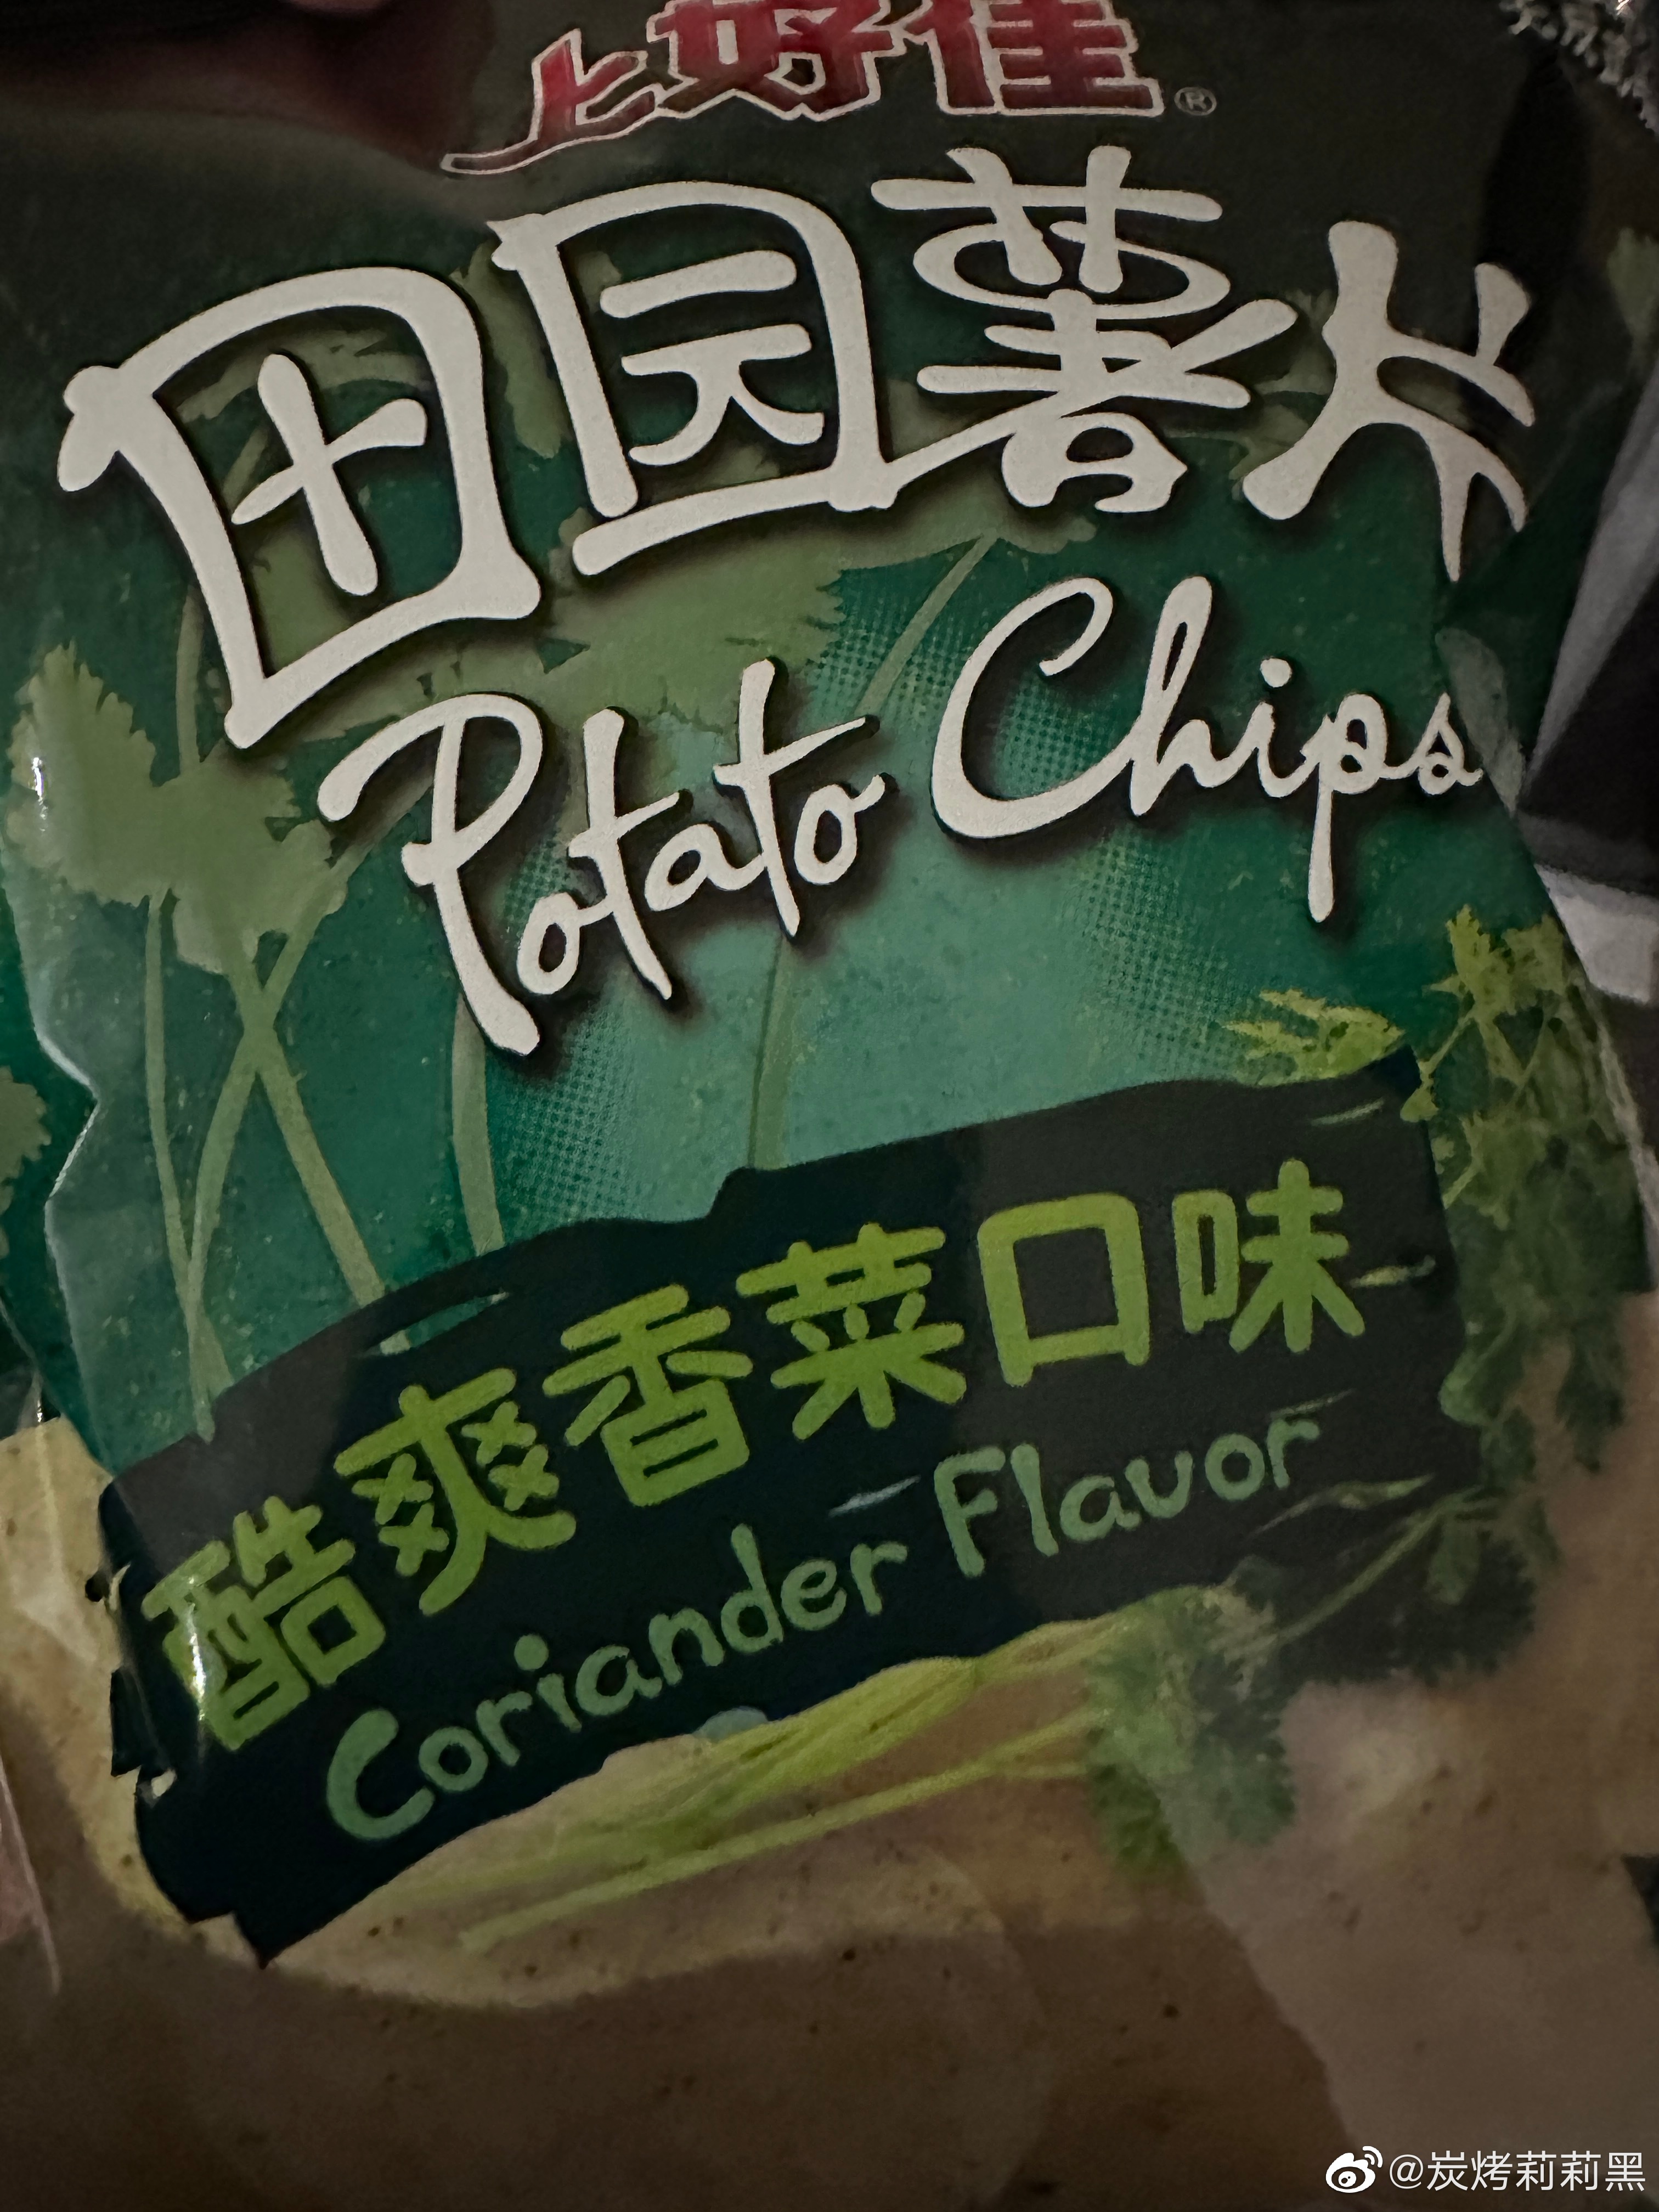 上好佳®
田园薯片
Potato Chips
酷爽香菜口味
Coriander Flavor
@炭烤莉莉黑